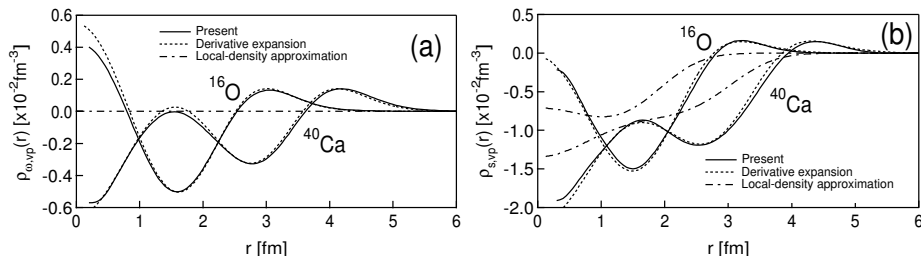 (a)
ρω,vp(r) [x10⁻²fm⁻³]
0.6
0.4
0.2
0.0
-0.2
-0.4
-0.6
Present
Derivative expansion
Local-density approximation
¹⁶O
⁴⁰Ca
0 1 2 3 4 5 6
r [fm]
(b)
ρs,vp(r) [x10⁻²fm⁻³]
0.5
0.0
-0.5
-1.0
-1.5
-2.0
¹⁶O
⁴⁰Ca
Present
Derivative expansion
Local-density approximation
0 1 2 3 4 5 6
r [fm]